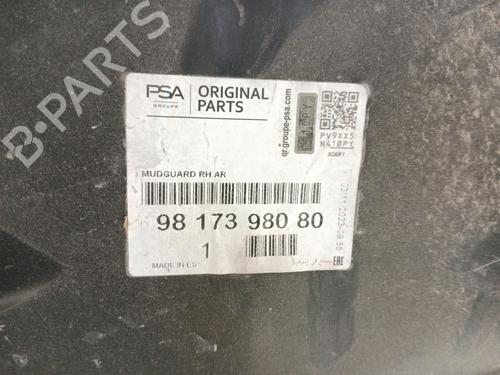 PSA
GROUPE
ORIGINAL
PARTS
qr.groupe-psa.com
PV9XX5
N410PY
SCAN !
MUDGUARD RH AR
98 173 980 80
1
MADE IN ES
EAC
B-PARTS